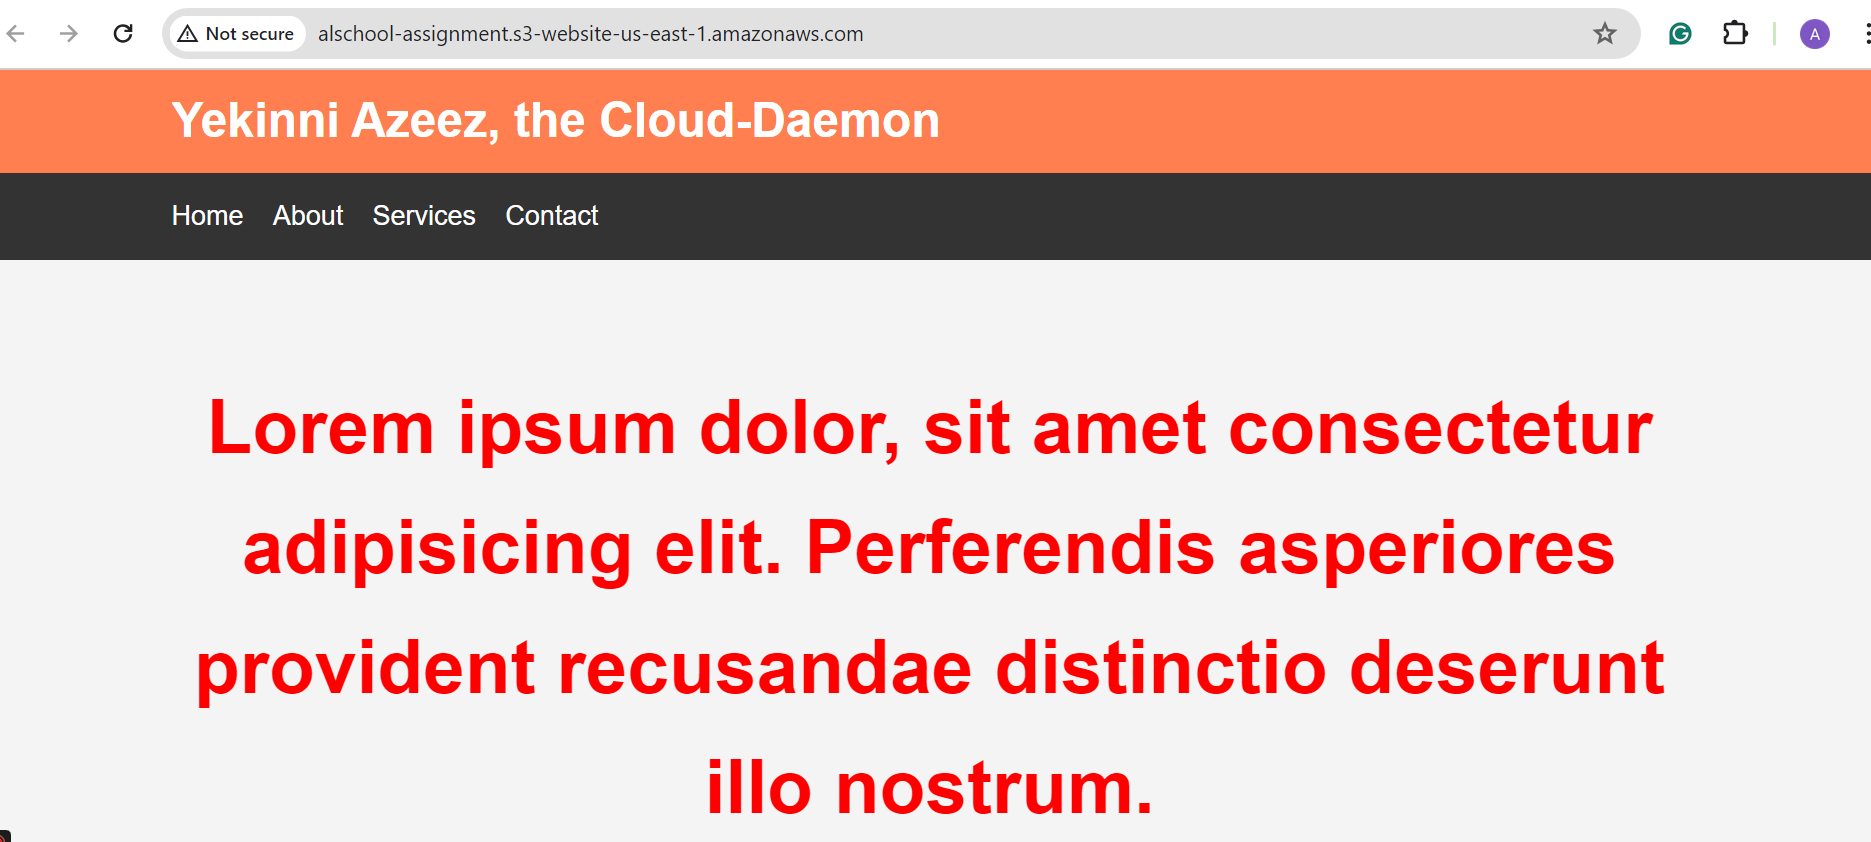 Not secure alschool-assignment.s3-website-us-east-1.amazonaws.com A
Yekinni Azeez, the Cloud-Daemon
Home About Services Contact
Lorem ipsum dolor, sit amet consectetur
adipisicing elit. Perferendis asperiores
provident recusandae distinctio deserunt
illo nostrum.